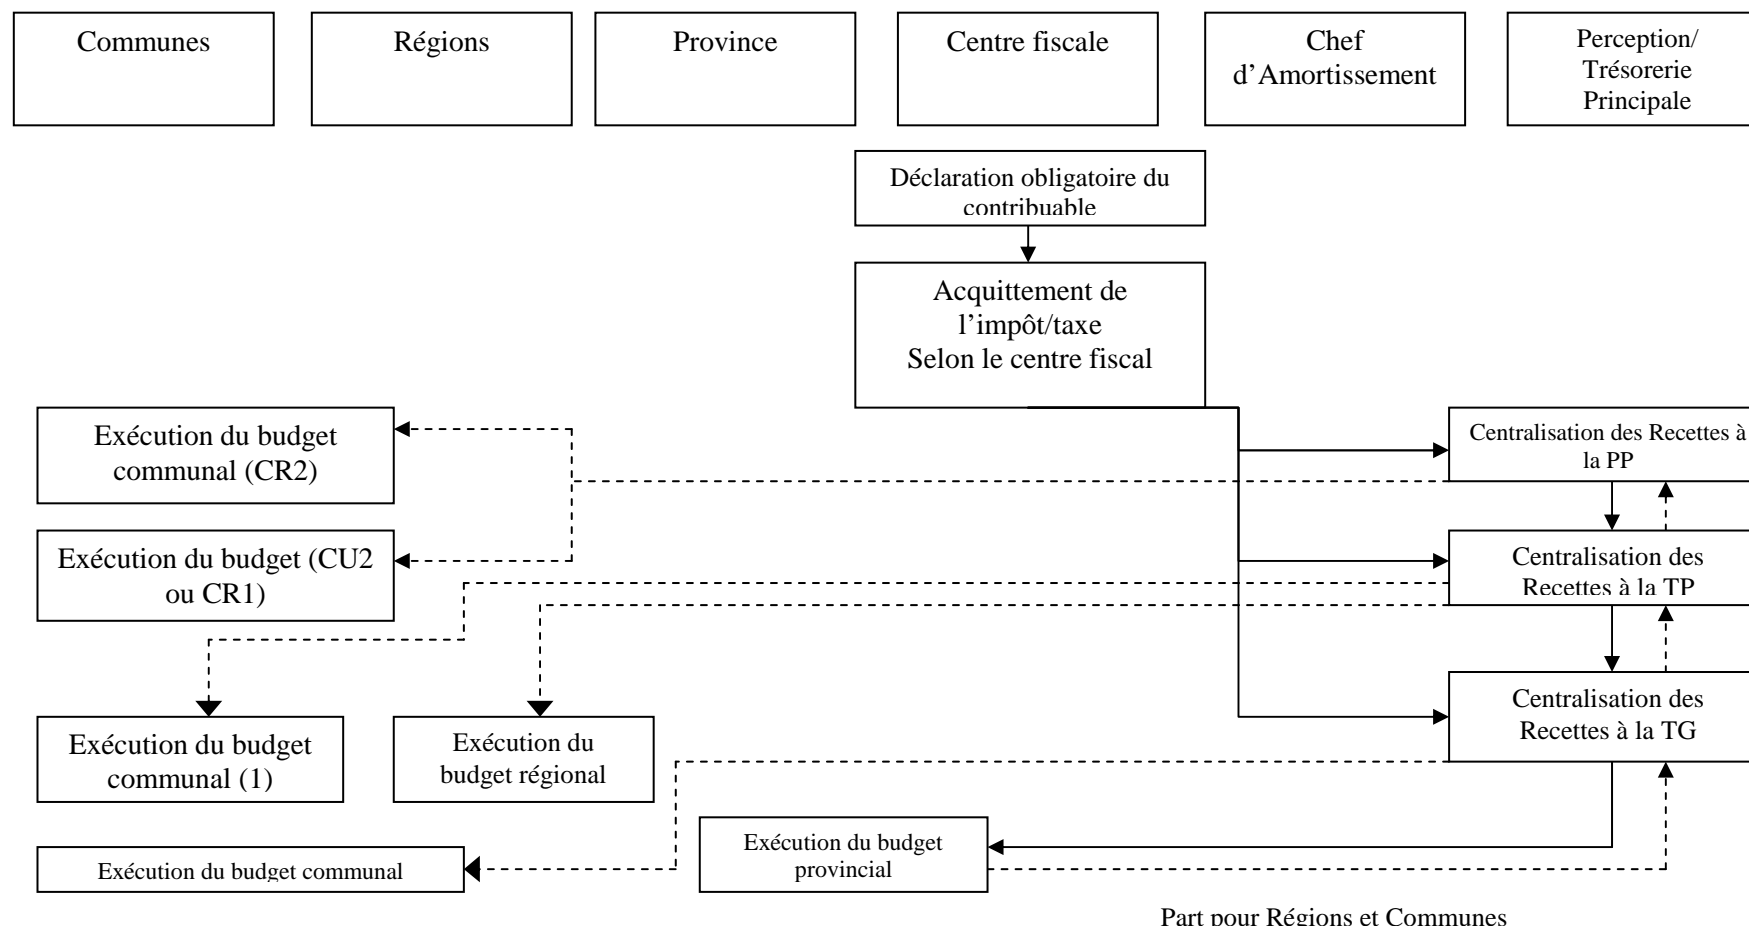 Communes
Régions
Province
Centre fiscale
Chef
d’Amortissement
Perception/
Trésorerie
Principale
Déclaration obligatoire du
contribuable
Acquittement de
l’impôt/taxe
Selon le centre fiscal
Exécution du budget
communal (CR2)
Centralisation des Recettes à
la PP
Exécution du budget (CU2
ou CR1)
Centralisation des
Recettes à la TP
Centralisation des
Recettes à la TG
Exécution du budget
communal (1)
Exécution du
budget régional
Exécution du budget
provincial
Exécution du budget communal
Part pour Régions et Communes